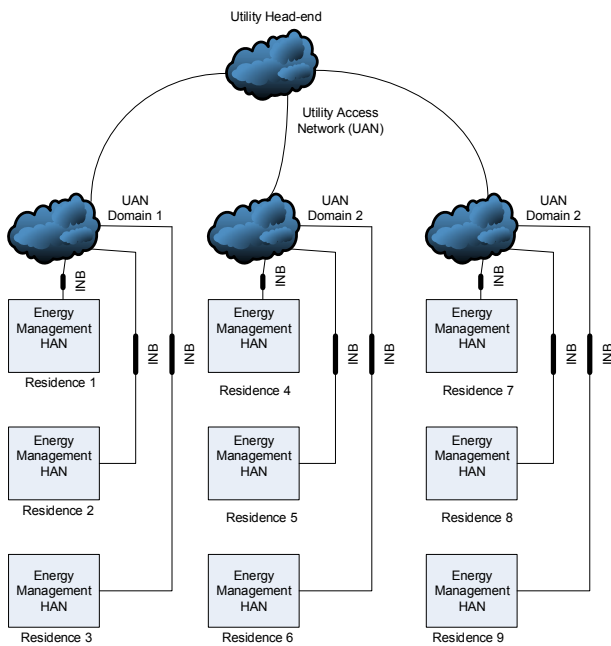 Utility Head-end
Utility Access
Network (UAN)
UAN
Domain 1
UAN
Domain 2
UAN
Domain 2
INB
INB
INB
Energy
Management
HAN
Energy
Management
HAN
Energy
Management
HAN
INB
INB
INB
INB
INB
INB
Residence 1
Residence 4
Residence 7
Energy
Management
HAN
Energy
Management
HAN
Energy
Management
HAN
Residence 2
Residence 5
Residence 8
Energy
Management
HAN
Energy
Management
HAN
Energy
Management
HAN
Residence 3
Residence 6
Residence 9